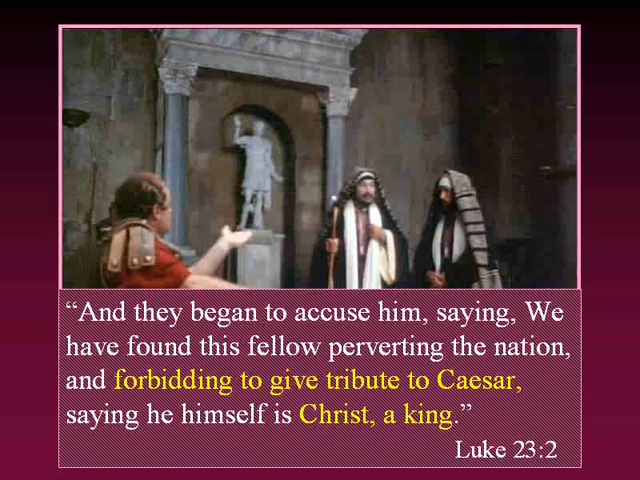 “And they began to accuse him, saying, We
have found this fellow perverting the nation,
and forbidding to give tribute to Caesar,
saying he himself is Christ, a king.”
Luke 23:2